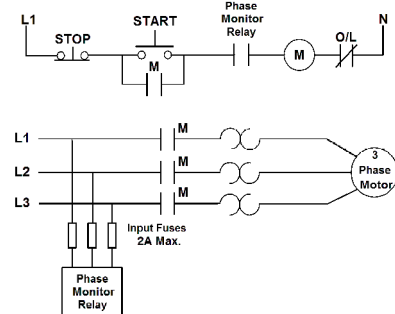 L1
STOP
START
M
Phase
Monitor
Relay
M
O/L
N
L1
M
L2
M
L3
M
3
Phase
Motor
Input Fuses
2A Max.
Phase
Monitor
Relay